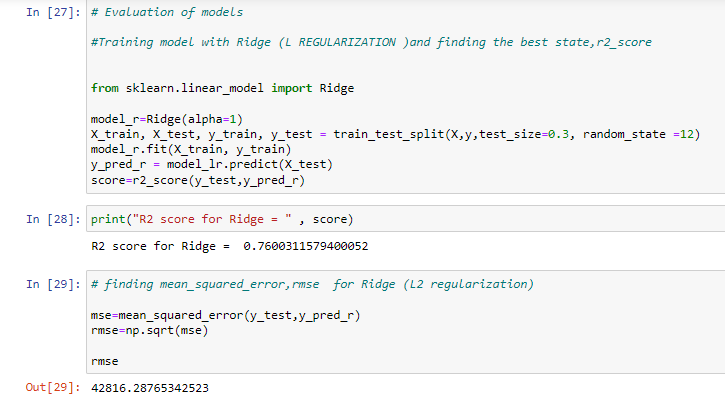 In [27]: # Evaluation of models
#Training model with Ridge (L REGULARIZATION )and finding the best state,r2_score
from sklearn.linear_model import Ridge
model_r=Ridge(alpha=1)
X_train, X_test, y_train, y_test = train_test_split(X,y,test_size=0.3, random_state =12)
model_r.fit(X_train, y_train)
y_pred_r = model_lr.predict(X_test)
score=r2_score(y_test,y_pred_r)
In [28]: print("R2 score for Ridge = " , score)
R2 score for Ridge =  0.7600311579400052
In [29]: # finding mean_squared_error,rmse  for Ridge (L2 regularization)
mse=mean_squared_error(y_test,y_pred_r)
rmse=np.sqrt(mse)
rmse
Out[29]: 42816.28765342523